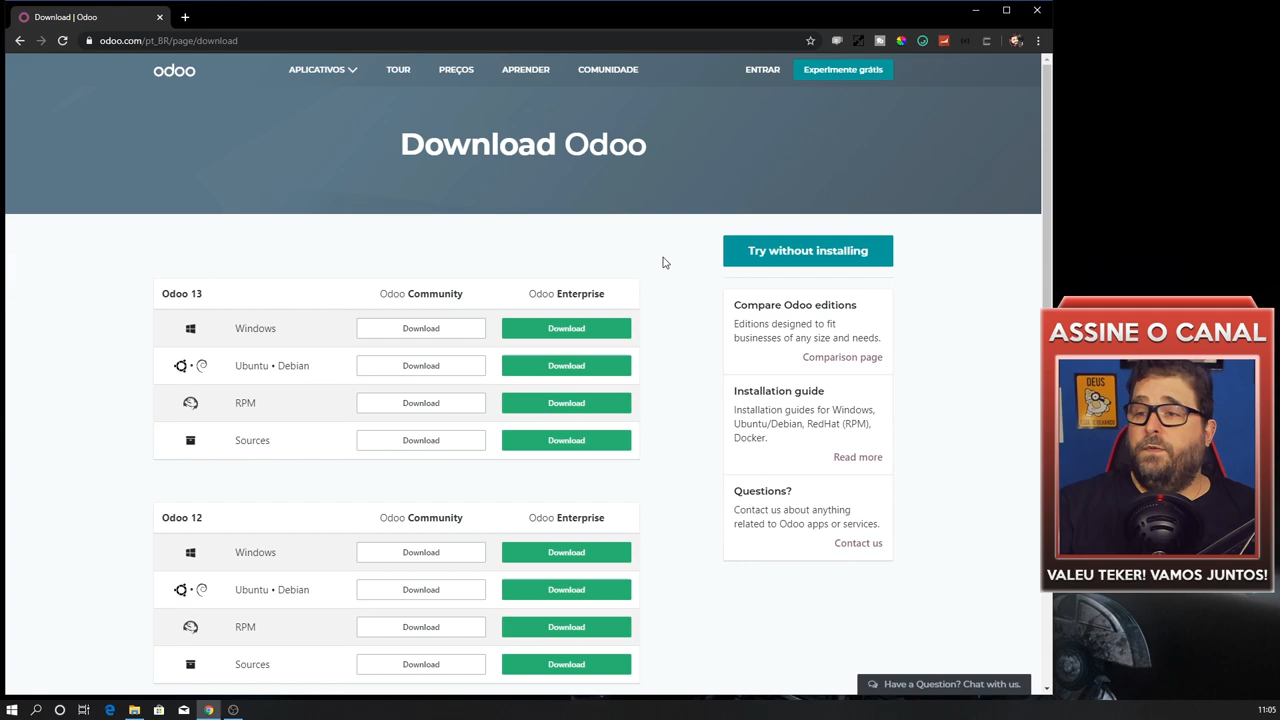 Download | Odoo
odoo.com/pt_BR/page/download
odoo
APLICATIVOS
TOUR
PREÇOS
APRENDER
COMUNIDADE
ENTRAR
Experimente grátis
Download Odoo
Try without installing
Odoo 13
Odoo Community
Odoo Enterprise
Windows
Download
Download
Ubuntu • Debian
Download
Download
RPM
Download
Download
Sources
Download
Download
Compare Odoo editions
Editions designed to fit
businesses of any size and needs.
Comparison page
Installation guide
Installation guides for Windows,
Ubuntu/Debian, RedHat (RPM),
Docker.
Read more
Questions?
Contact us about anything
related to Odoo apps or services.
Contact us
Odoo 12
Odoo Community
Odoo Enterprise
Windows
Download
Download
Ubuntu • Debian
Download
Download
RPM
Download
Download
Sources
Download
Download
Have a Question? Chat with us.
ASSINE O CANAL
DEUS
VALEU TEKER! VAMOS JUNTOS!
11:05